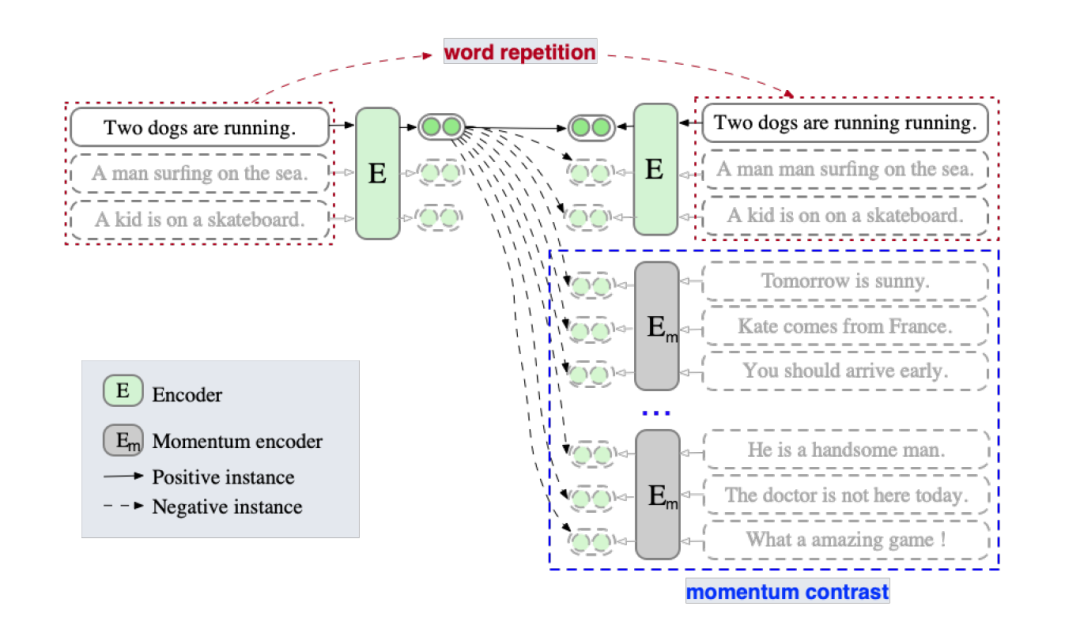 word repetition
Two dogs are running.
A man surfing on the sea.
A kid is on a skateboard.
E
E
Two dogs are running running.
A man man surfing on the sea.
A kid is on on a skateboard.
Em
Tomorrow is sunny.
Kate comes from France.
You should arrive early.
...
Em
He is a handsome man.
The doctor is not here today.
What a amazing game !
momentum contrast
E Encoder
Em Momentum encoder
Positive instance
Negative instance